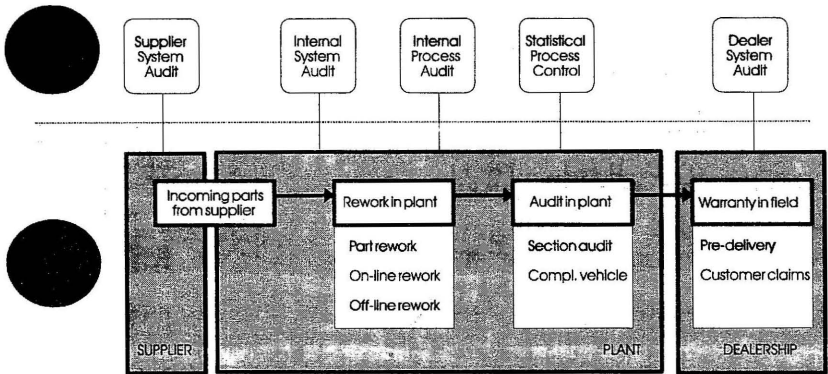 Supplier
System
Audit
Internal
System
Audit
Internal
Process
Audit
Statistical
Process
Control
Dealer
System
Audit
Incoming parts
from supplier
Rework in plant
Audit in plant
Warranty in field
Part rework
On-line rework
Off-line rework
Section audit
Compl. vehicle
Pre-delivery
Customer claims
SUPPLIER
PLANT
DEALERSHIP